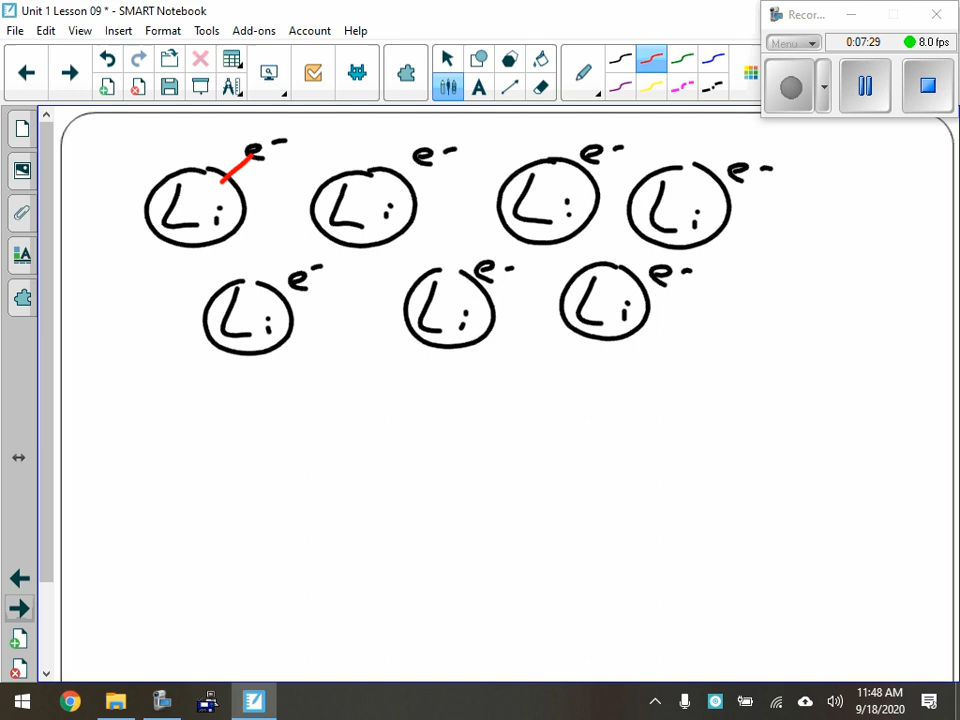 Unit 1 Lesson 09 * - SMART Notebook
Recor...
File Edit View Insert Format Tools Add-ons Account Help
Menu 0:07:29 8.0 fps
A
e- e- e- e-
Li Li Li Li
e- e- e-
Li Li Li
11:48 AM
9/18/2020